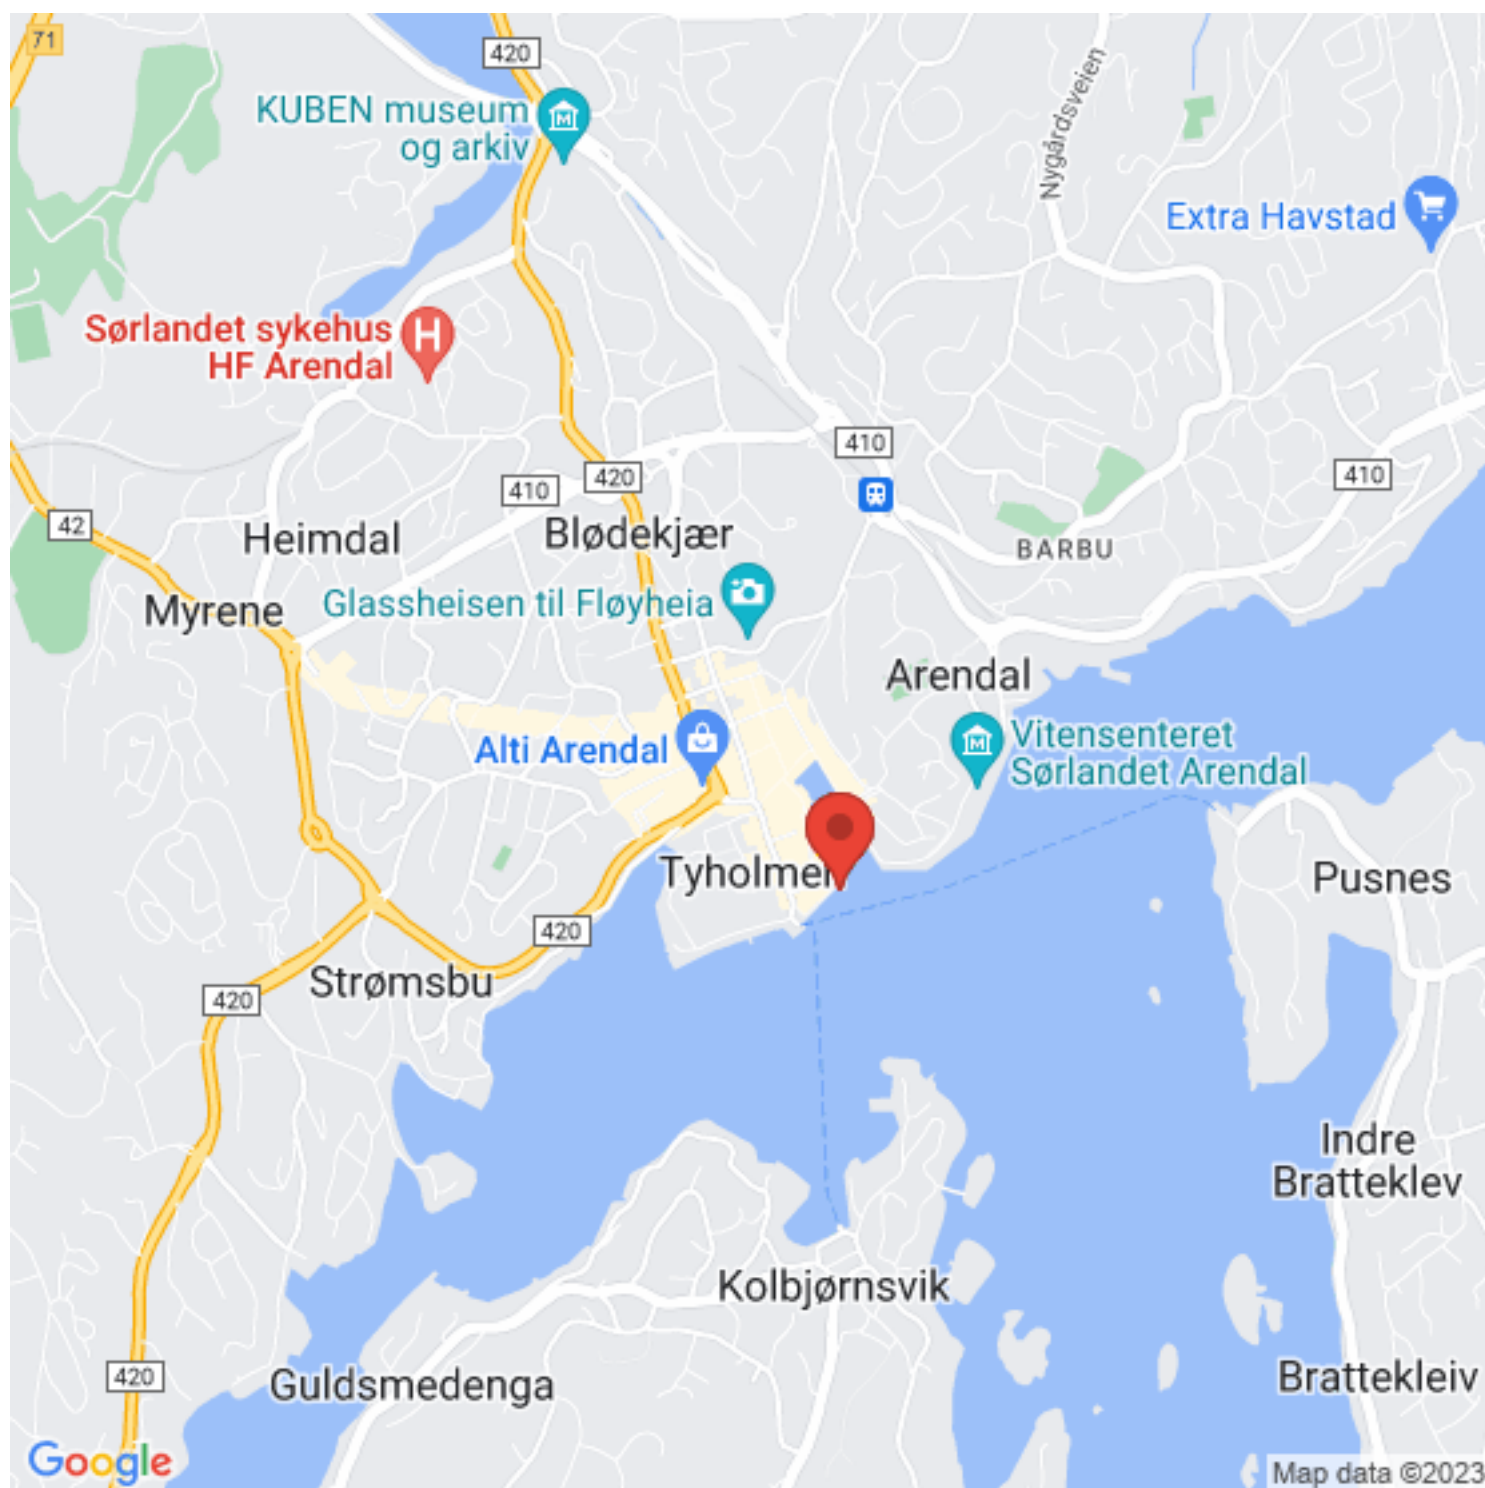 71
420
KUBEN museum
og arkiv
Nygårdsveien
Extra Havstad
Sørlandet sykehus
HF Arendal
410
420
410
410
42
Heimdal
Blødekjær
BARBU
Myrene
Glassheisen til Fløyheia
Arendal
Alti Arendal
Vitensenteret
Sørlandet Arendal
Tyholmen
Pusnes
420
Strømsbu
420
Indre
Bratteklev
Kolbjørnsvik
420
Guldsmedenga
Brattekleiv
Google
Map data ©2023